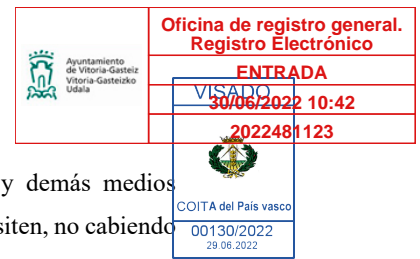 Ayuntamiento
de Vitoria-Gasteiz
Vitoria-Gasteizko
Udala
Oficina de registro general.
Registro Electrónico
ENTRADA
30/06/2022 10:42
2022481123
VISADO
COITA del País vasco
00130/2022
29.06.2022
y demás medios
siten, no cabiendo